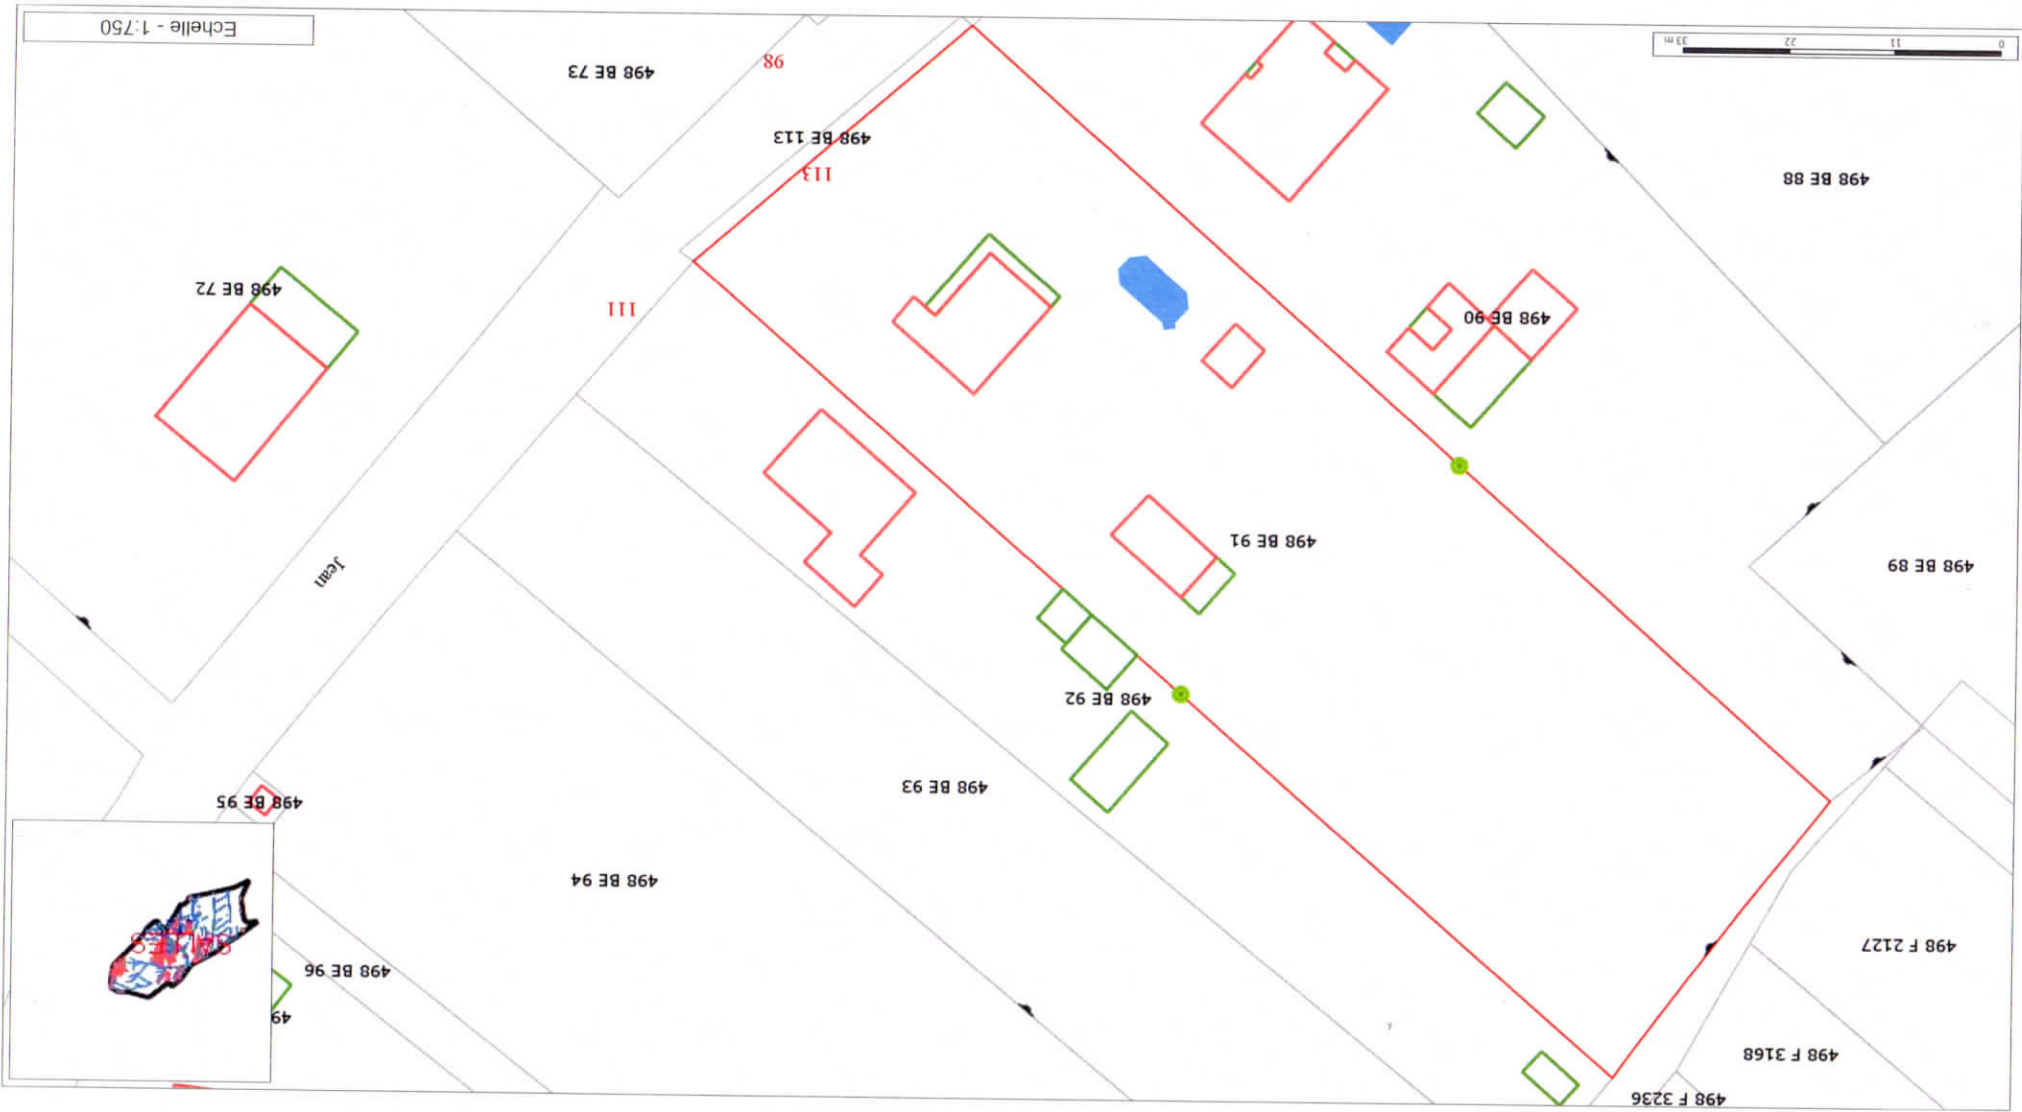 498 F 3236
498 F 3168
49
498 F 2127
498 BE 96
SALLES
498 BE 94
498 BE 95
498 BE 93
498 BE 92
Jean
498 BE 89
498 BE 91
498 BE 90
111
498 BE 72
498 BE 88
113
498 BE 113
498 BE 73
98
0 11 22 33 m
Echelle - 1:750